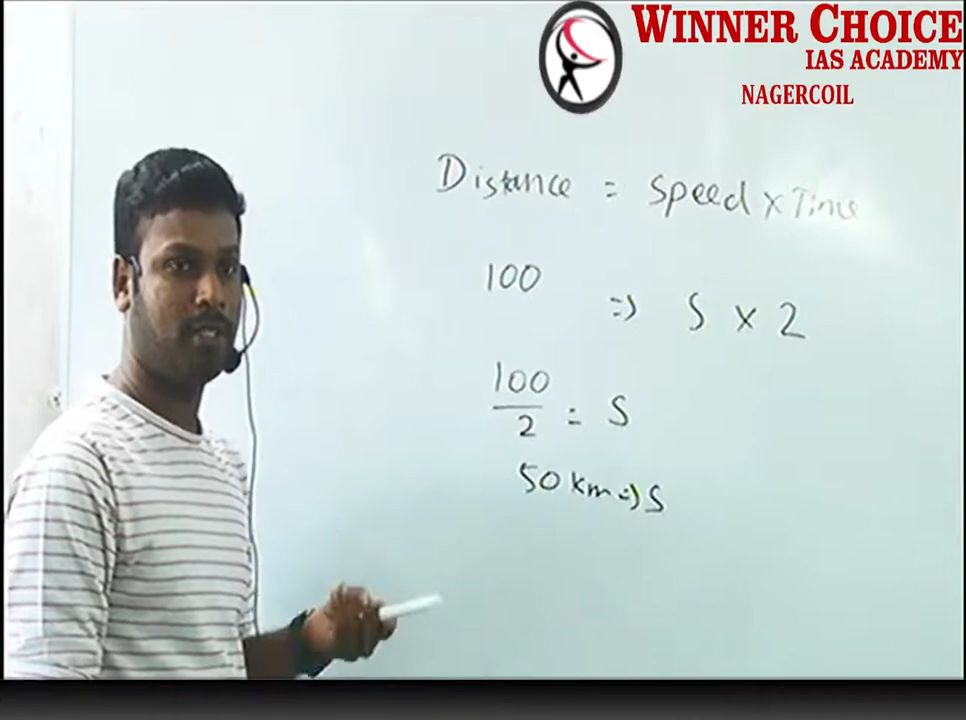 WINNER CHOICE
IAS ACADEMY
NAGERCOIL
Distance = Speed x Time
100 => S x 2
100/2 = S
50 km => S